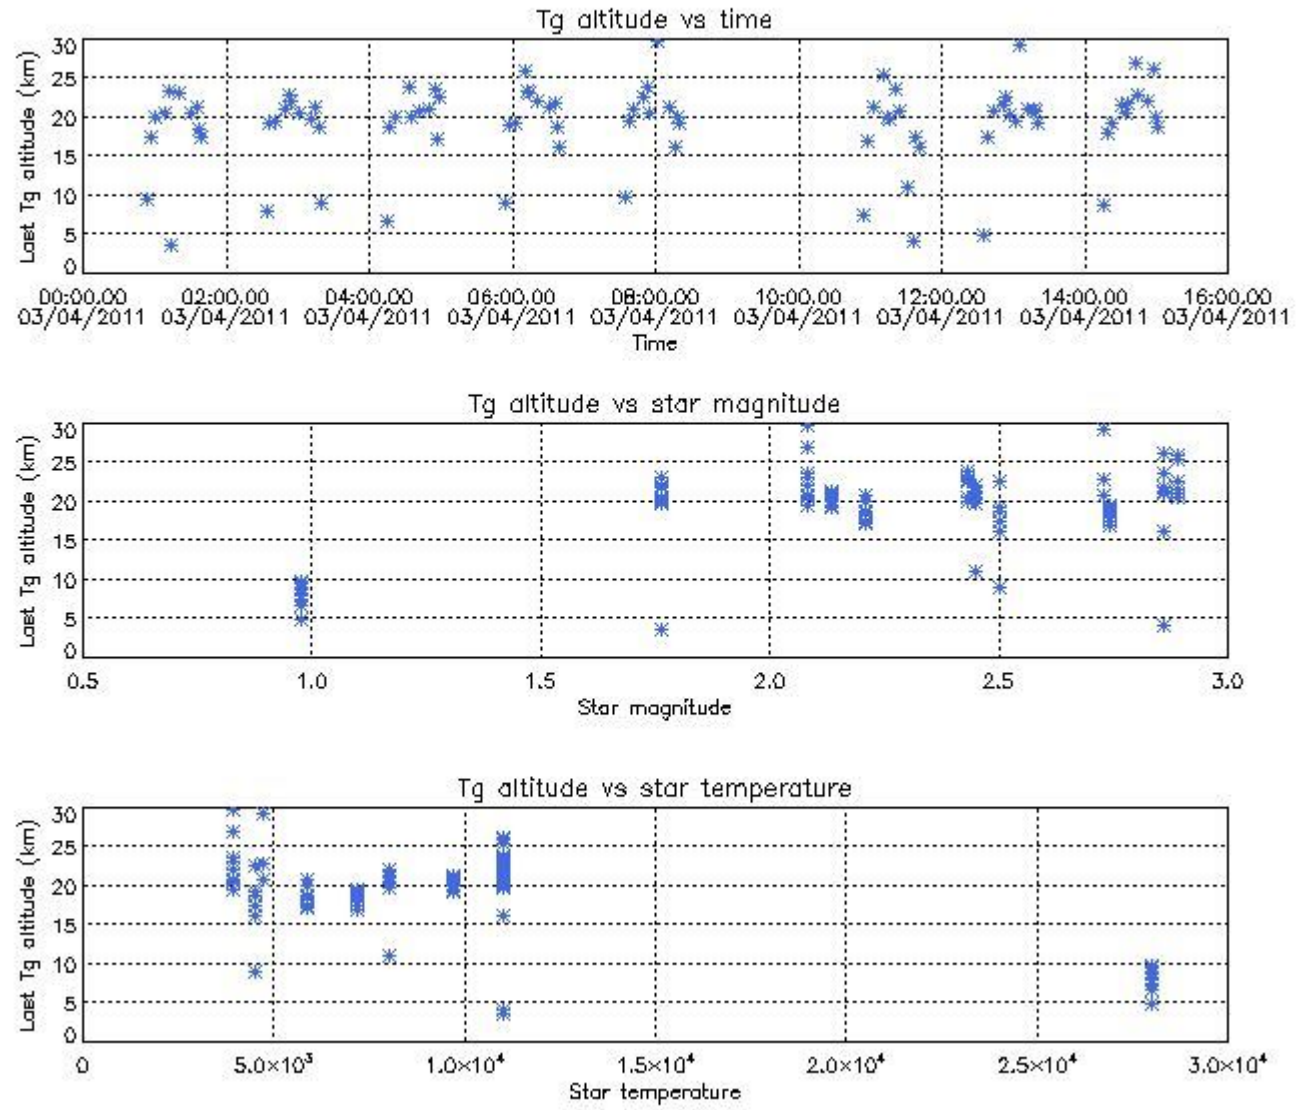 Tg altitude vs time
Last Tg altitude (km)
30
25
20
15
10
5
0
00:00.00 02:00.00 04:00.00 06:00.00 08:00.00 10:00.00 12:00.00 14:00.00 16:00.00
03/04/2011 03/04/2011 03/04/2011 03/04/2011 03/04/2011 03/04/2011 03/04/2011 03/04/2011 03/04/2011
Time
Tg altitude vs star magnitude
Last Tg altitude (km)
30
25
20
15
10
5
0
0.5 1.0 1.5 2.0 2.5 3.0
Star magnitude
Tg altitude vs star temperature
Last Tg altitude (km)
30
25
20
15
10
5
0
0 5.0×10³ 1.0×10⁴ 1.5×10⁴ 2.0×10⁴ 2.5×10⁴ 3.0×10⁴
Star temperature